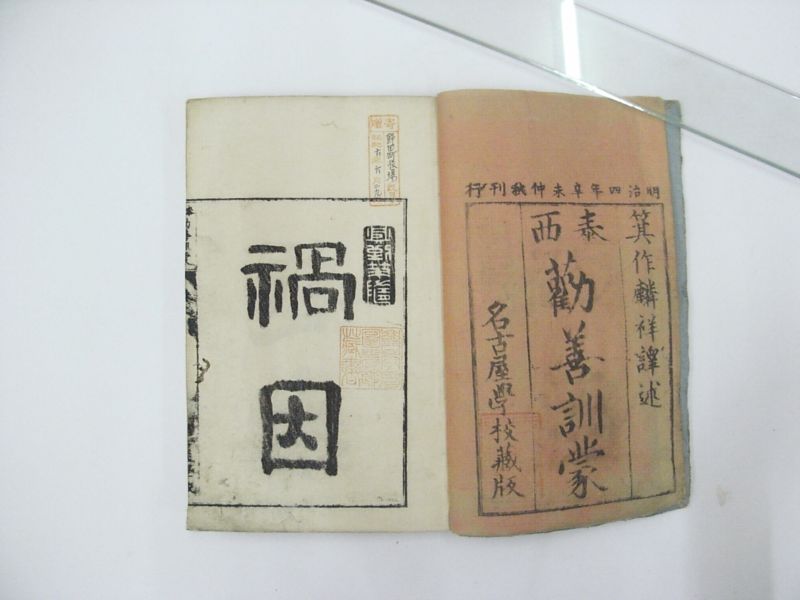 明治四年辛未仲秋刊行
箕作麟祥譯述
泰西
勸善訓蒙
名古屋學校藏版
禍因